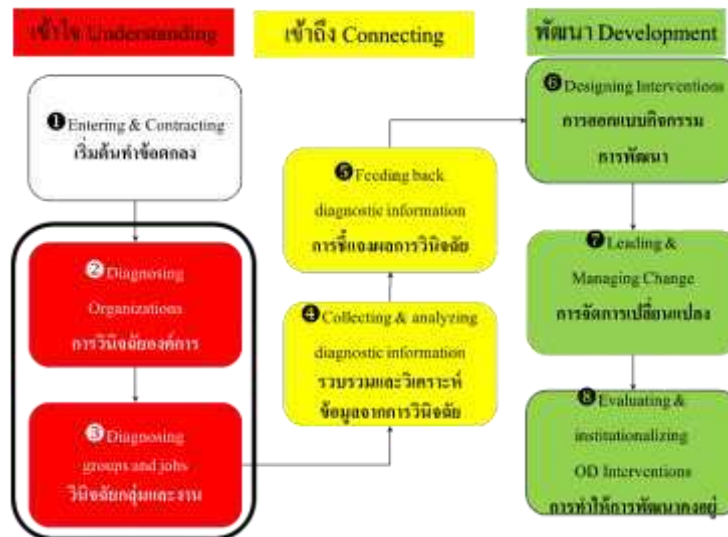 เข้าใจ Understanding
เข้าถึง Connecting
พัฒนา Development
❶Entering & Contracting
เริ่มต้นทำข้อตกลง
❷Diagnosing
Organizations
การวินิจฉัยองค์การ
❸Diagnosing
groups and jobs
วินิจฉัยกลุ่มและงาน
❹Collecting & analyzing
diagnostic information
รวบรวมและวิเคราะห์
ข้อมูลจากการวินิจฉัย
❺Feeding back
diagnostic information
การชี้แจงผลการวินิจฉัย
❻Designing Interventions
การออกแบบกิจกรรม
การพัฒนา
❼Leading &
Managing Change
การจัดการเปลี่ยนแปลง
❽Evaluating &
institutionalizing
OD Interventions
การทำให้การพัฒนาคงอยู่